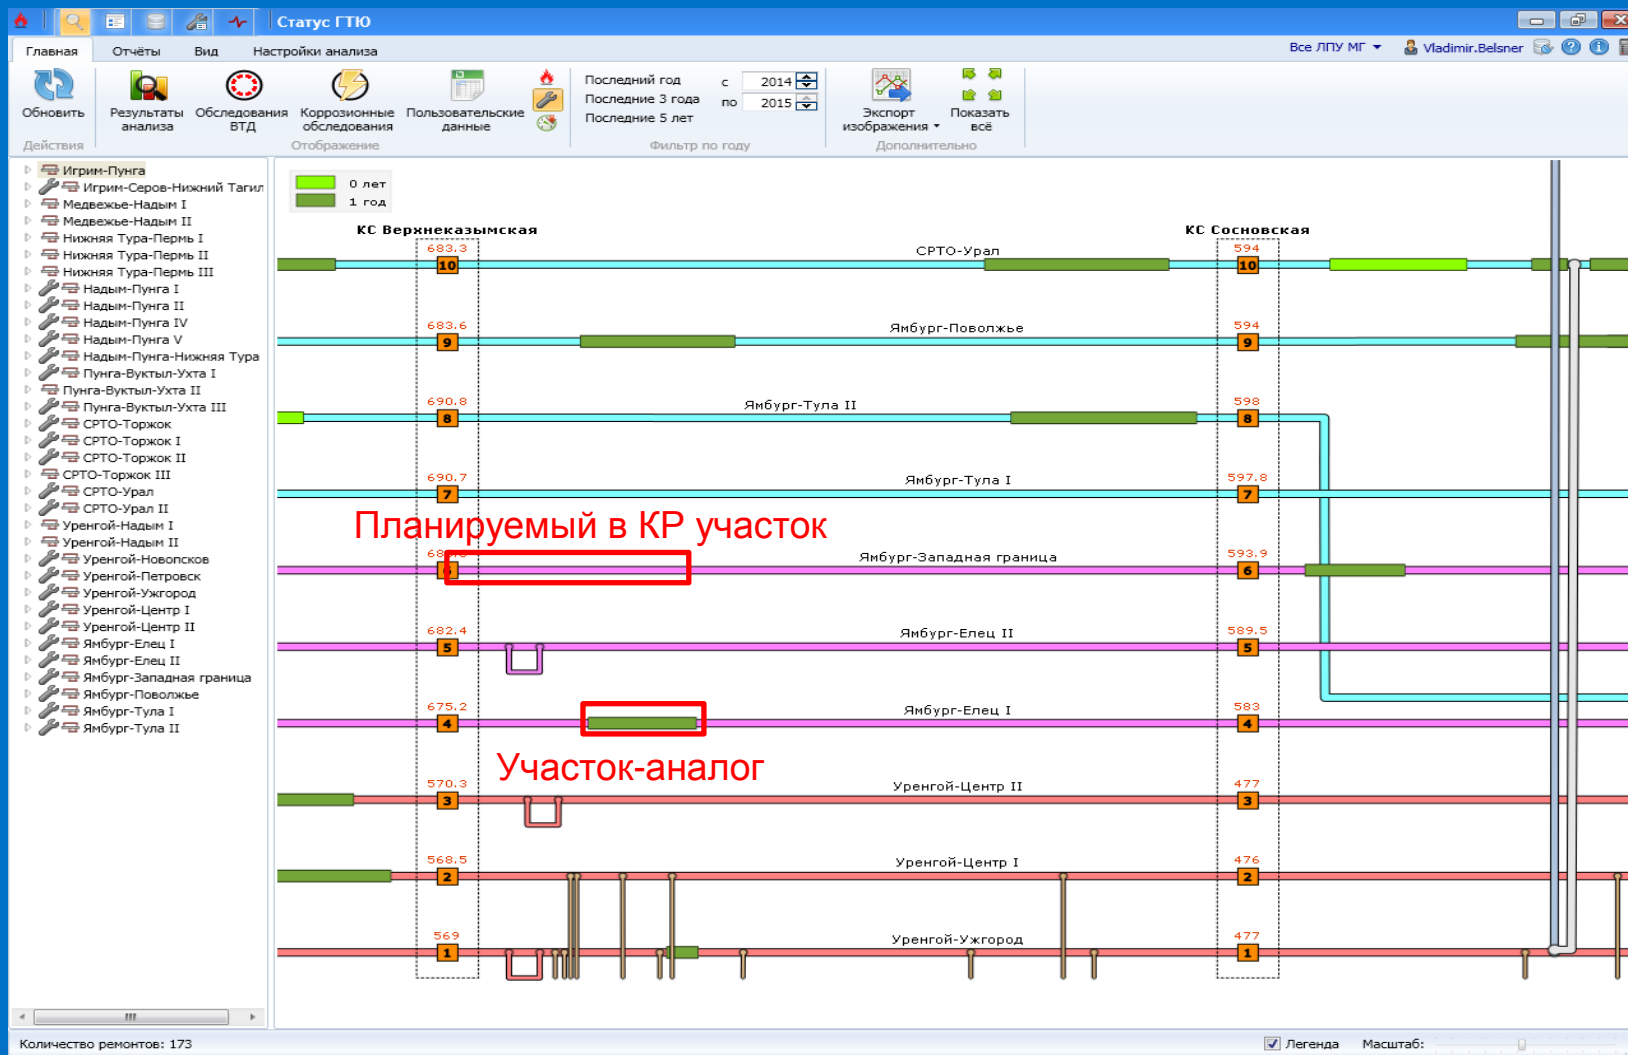 Статус ГТЮ
Главная Отчёты Вид Настройки анализа
Все ЛПУ МГ Vladimir.Belsner
Обновить
Результаты анализа
Обследования ВТД
Коррозионные обследования
Пользовательские данные
Последний год
Последние 3 года
Последние 5 лет
с 2014
по 2015
Экспорт изображения
Показать всё
Действия
Отображение
Фильтр по году
Дополнительно
Игрим-Пунга
Игрим-Серов-Нижний Тагил
Медвежье-Надым I
Медвежье-Надым II
Нижняя Тура-Пермь I
Нижняя Тура-Пермь II
Нижняя Тура-Пермь III
Надым-Пунга I
Надым-Пунга II
Надым-Пунга IV
Надым-Пунга V
Надым-Пунга-Нижняя Тура
Пунга-Вуктыл-Ухта I
Пунга-Вуктыл-Ухта II
Пунга-Вуктыл-Ухта III
СРТО-Торжок
СРТО-Торжок I
СРТО-Торжок II
СРТО-Торжок III
СРТО-Урал
СРТО-Урал II
Уренгой-Надым I
Уренгой-Надым II
Уренгой-Новопсков
Уренгой-Петровск
Уренгой-Ужгород
Уренгой-Центр I
Уренгой-Центр II
Ямбург-Елец I
Ямбург-Елец II
Ямбург-Западная граница
Ямбург-Поволжье
Ямбург-Тула I
Ямбург-Тула II
0 лет
1 год
КС Верхнеказымская КС Сосновская
683.3 СРТО-Урал 594
10 10
683.6 Ямбург-Поволжье 594
9 9
690.8 Ямбург-Тула II 598
8 8
690.7 Ямбург-Тула I 597.8
7 7
Планируемый в КР участок
Ямбург-Западная граница 593.9
6 6
682.4 Ямбург-Елец II 589.5
5 5
675.2 Ямбург-Елец I 583
4 4
Участок-аналог
570.3 Уренгой-Центр II 477
3 3
568.5 Уренгой-Центр I 476
2 2
569 Уренгой-Ужгород 477
1 1
Количество ремонтов: 173
Легенда Масштаб: